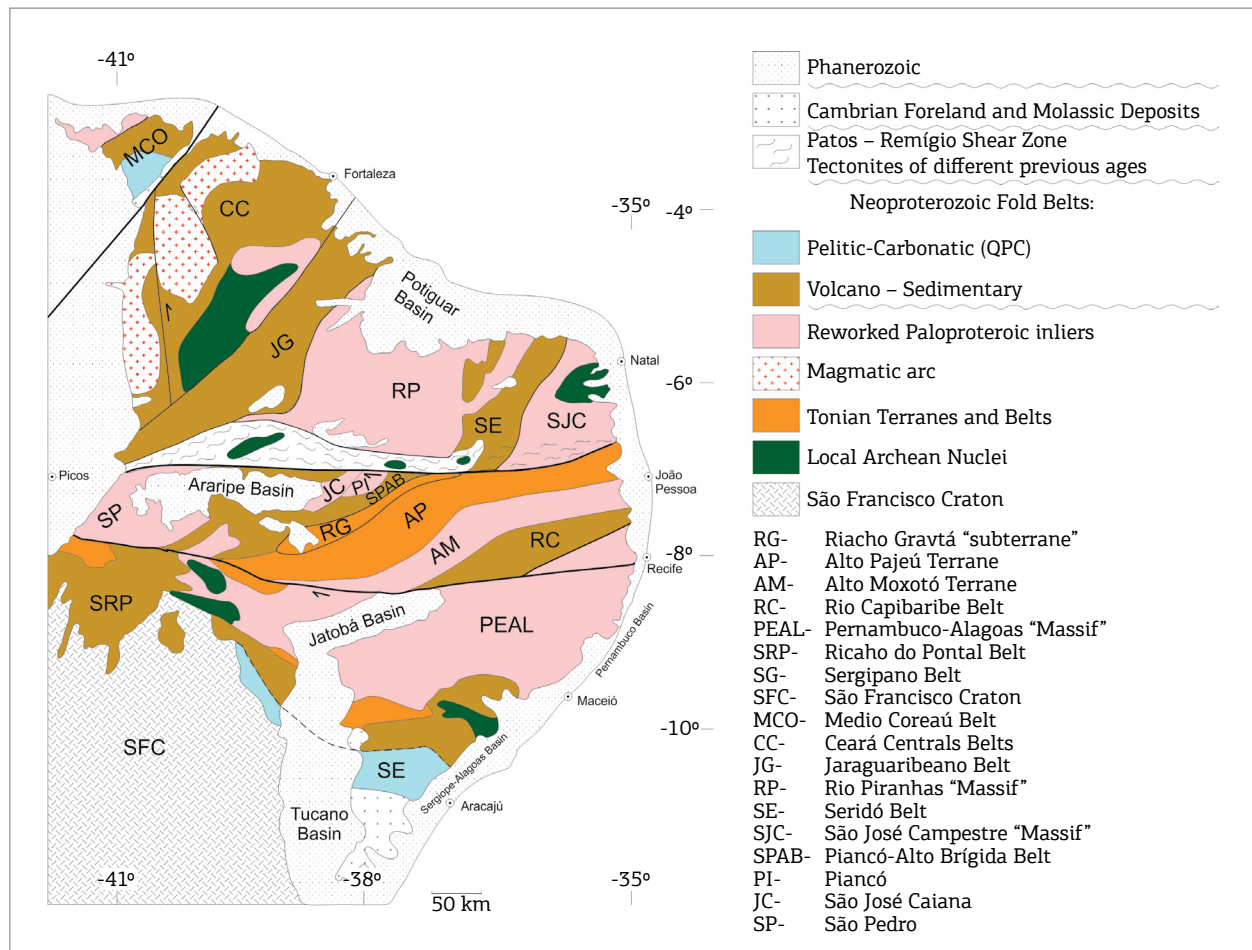 -41º
Phanerozoic
Cambrian Foreland and Molassic Deposits
Patos – Remígio Shear Zone
Tectonites of different previous ages
Neoproterozoic Fold Belts:
Pelitic-Carbonatic (QPC)
Volcano – Sedimentary
Reworked Paloproteroic inliers
Magmatic arc
Tonian Terranes and Belts
Local Archean Nuclei
São Francisco Craton
RG- Riacho Gravtá “subterrane”
AP- Alto Pajeú Terrane
AM- Alto Moxotó Terrane
RC- Rio Capibaribe Belt
PEAL- Pernambuco-Alagoas “Massif”
SRP- Ricaho do Pontal Belt
SG- Sergipano Belt
SFC- São Francisco Craton
MCO- Medio Coreaú Belt
CC- Ceará Centrals Belts
JG- Jaraguaribeano Belt
RP- Rio Piranhas “Massif”
SE- Seridó Belt
SJC- São José Campestre “Massif”
SPAB- Piancó-Alto Brígida Belt
PI- Piancó
JC- São José Caiana
SP- São Pedro
MCO
Fortaleza
CC
-35º
-4º
Potiguar
Basin
JG
Natal
RP
-6º
SE
SJC
Picos
Araripe Basin
JC
PI
SPAB
João
Pessoa
SP
RG
AP
AM
RC
-8º
Recife
SRP
Jatobá Basin
PEAL
Pernambuco Basin
Maceió
-10º
SFC
SE
Sergiope-Alagoas Basin
Aracajú
Tucano
Basin
-41º
-38º
-35º
50 km